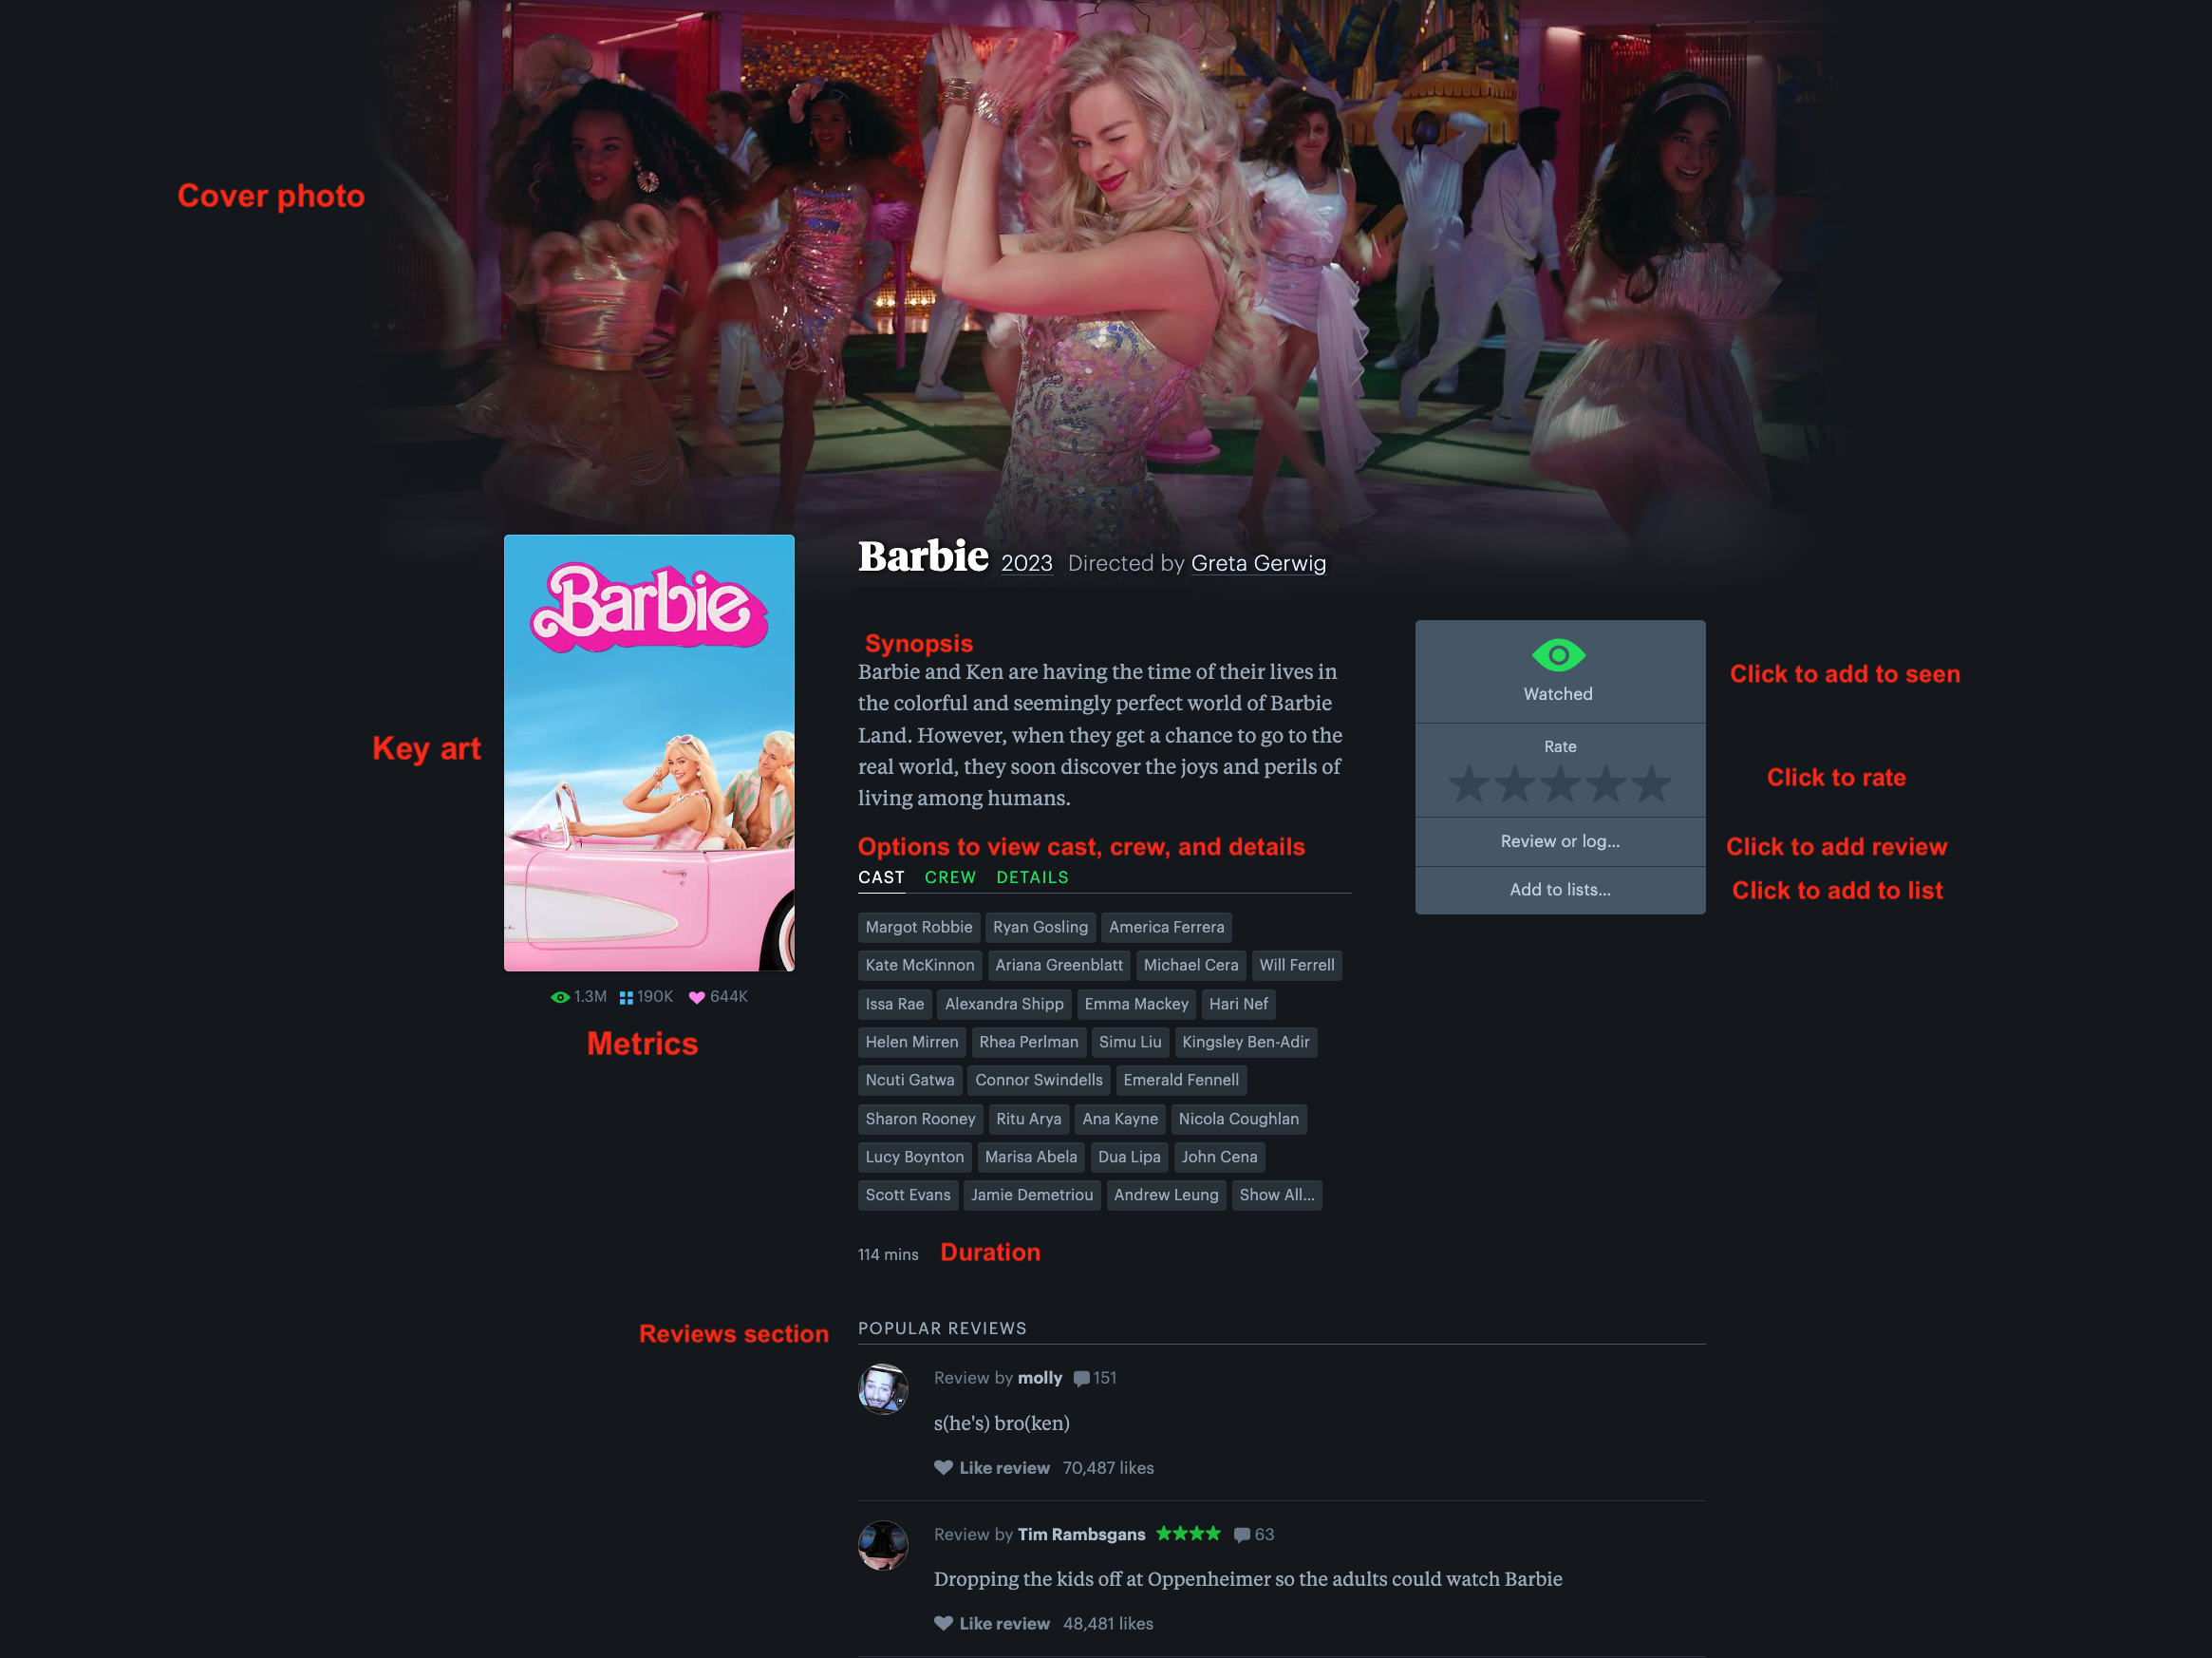 Cover photo
Barbie 2023 Directed by Greta Gerwig
Barbie
Key art
1.3M 190K 644K
Metrics
Synopsis
Barbie and Ken are having the time of their lives in
the colorful and seemingly perfect world of Barbie
Land. However, when they get a chance to go to the
real world, they soon discover the joys and perils of
living among humans.
Options to view cast, crew, and details
CAST CREW DETAILS
Margot Robbie Ryan Gosling America Ferrera
Kate McKinnon Ariana Greenblatt Michael Cera Will Ferrell
Issa Rae Alexandra Shipp Emma Mackey Hari Nef
Helen Mirren Rhea Perlman Simu Liu Kingsley Ben-Adir
Ncuti Gatwa Connor Swindells Emerald Fennell
Sharon Rooney Ritu Arya Ana Kayne Nicola Coughlan
Lucy Boynton Marisa Abela Dua Lipa John Cena
Scott Evans Jamie Demetriou Andrew Leung Show All...
114 mins Duration
Watched
Click to add to seen
Rate
Click to rate
Review or log...
Click to add review
Add to lists...
Click to add to list
Reviews section
POPULAR REVIEWS
Review by molly 151
s(he's) bro(ken)
Like review 70,487 likes
Review by Tim Rambsgans ★★★★ 63
Dropping the kids off at Oppenheimer so the adults could watch Barbie
Like review 48,481 likes